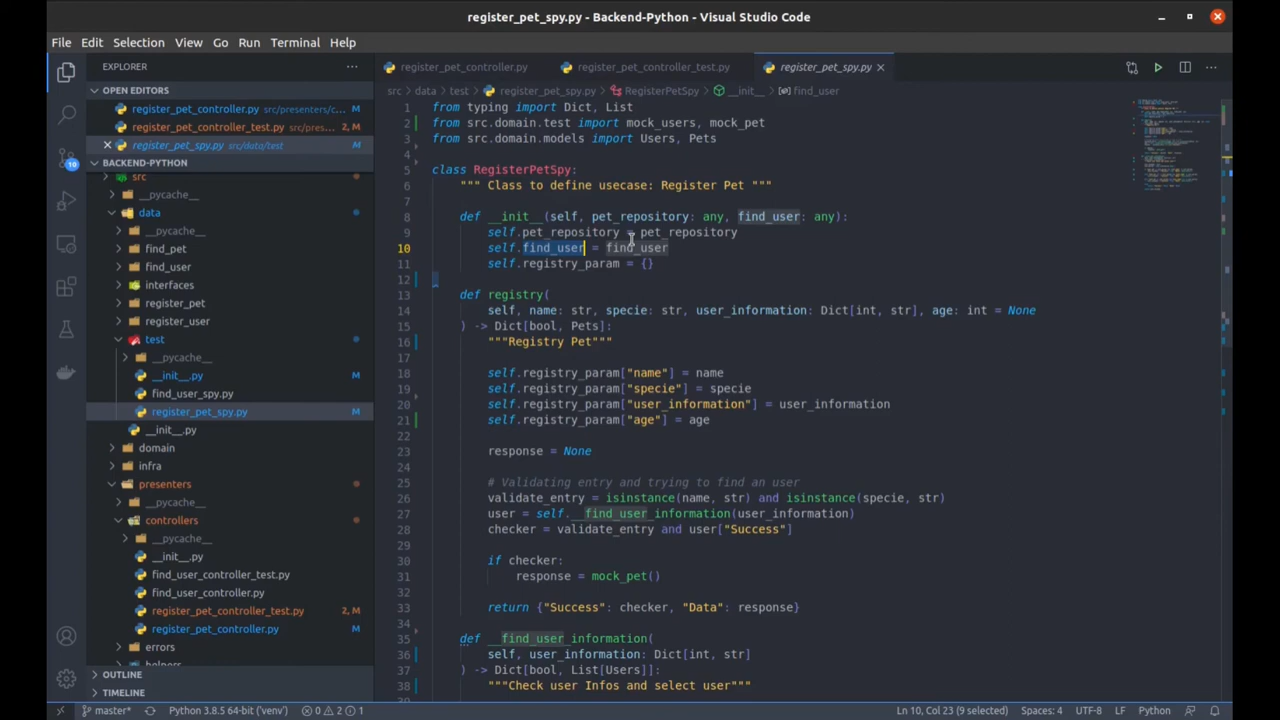 register_pet_spy.py - Backend-Python - Visual Studio Code
File Edit Selection View Go Run Terminal Help
EXPLORER
OPEN EDITORS
register_pet_controller.py src/presenters/c... M
register_pet_controller_test.py src/pres... 2, M
register_pet_spy.py src/data/test M
BACKEND-PYTHON
src
__pycache__
data
__pycache__
find_pet
find_user
interfaces
register_pet
register_user
test
__pycache__
__init__.py M
find_user_spy.py
register_pet_spy.py M
__init__.py
domain
infra
presenters
__pycache__
controllers
__pycache__
__init__.py
find_user_controller_test.py
find_user_controller.py
register_pet_controller_test.py 2, M
register_pet_controller.py M
errors
helpers
OUTLINE
TIMELINE
10
register_pet_controller.py register_pet_controller_test.py register_pet_spy.py
src > data > test > register_pet_spy.py > RegisterPetSpy > __init__ > find_user
1 from typing import Dict, List
2 from src.domain.test import mock_users, mock_pet
3 from src.domain.models import Users, Pets
4
5 class RegisterPetSpy:
6 """ Class to define usecase: Register Pet """
7
8 def __init__(self, pet_repository: any, find_user: any):
9 self.pet_repository = pet_repository
10 self.find_user = find_user
11 self.registry_param = {}
12
13 def registry(
14 self, name: str, specie: str, user_information: Dict[int, str], age: int = None
15 ) -> Dict[bool, Pets]:
16 """Registry Pet"""
17
18 self.registry_param["name"] = name
19 self.registry_param["specie"] = specie
20 self.registry_param["user_information"] = user_information
21 self.registry_param["age"] = age
22
23 response = None
24
25 # Validating entry and trying to find an user
26 validate_entry = isinstance(name, str) and isinstance(specie, str)
27 user = self.__find_user_information(user_information)
28 checker = validate_entry and user["Success"]
29
30 if checker:
31 response = mock_pet()
32
33 return {"Success": checker, "Data": response}
34
35 def __find_user_information(
36 self, user_information: Dict[int, str]
37 ) -> Dict[bool, List[Users]]:
38 """Check user Infos and select user"""
master* Python 3.8.5 64-bit ('venv') 0 2 1 Ln 10, Col 23 (9 selected) Spaces: 4 UTF-8 LF Python